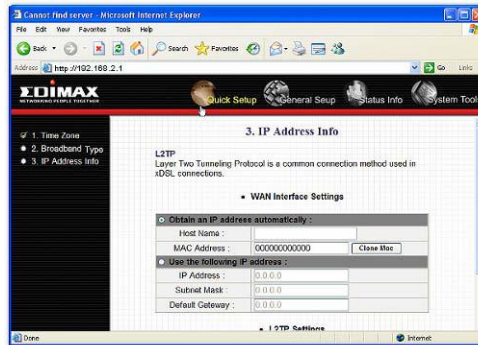 Cannot find server - Microsoft Internet Explorer
File Edit View Favorites Tools Help
Back Search Favorites
Address http://192.168.2.1 Go Links
EDIMAX
NETWORKING PEOPLE TOGETHER
Quick Setup General Seup Status Info System Tool
1. Time Zone
2. Broadband Type
3. IP Address Info
3. IP Address Info
L2TP
Layer Two Tunneling Protocol is a common connection method used in
xDSL connections.
WAN Interface Settings
Obtain an IP address automatically :
Host Name :
MAC Address : 000000000000 Clone Mac
Use the following IP address :
IP Address : 0.0.0.0
Subnet Mask : 0.0.0.0
Default Gateway : 0.0.0.0
L2TP Settings
Done Internet